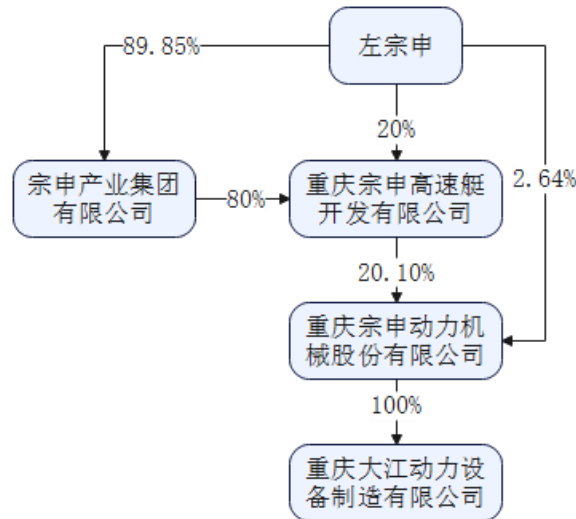 左宗申
89.85%
20%
宗申产业集团
有限公司
80%
重庆宗申高速艇
开发有限公司
2.64%
20.10%
重庆宗申动力机
械股份有限公司
100%
重庆大江动力设
备制造有限公司